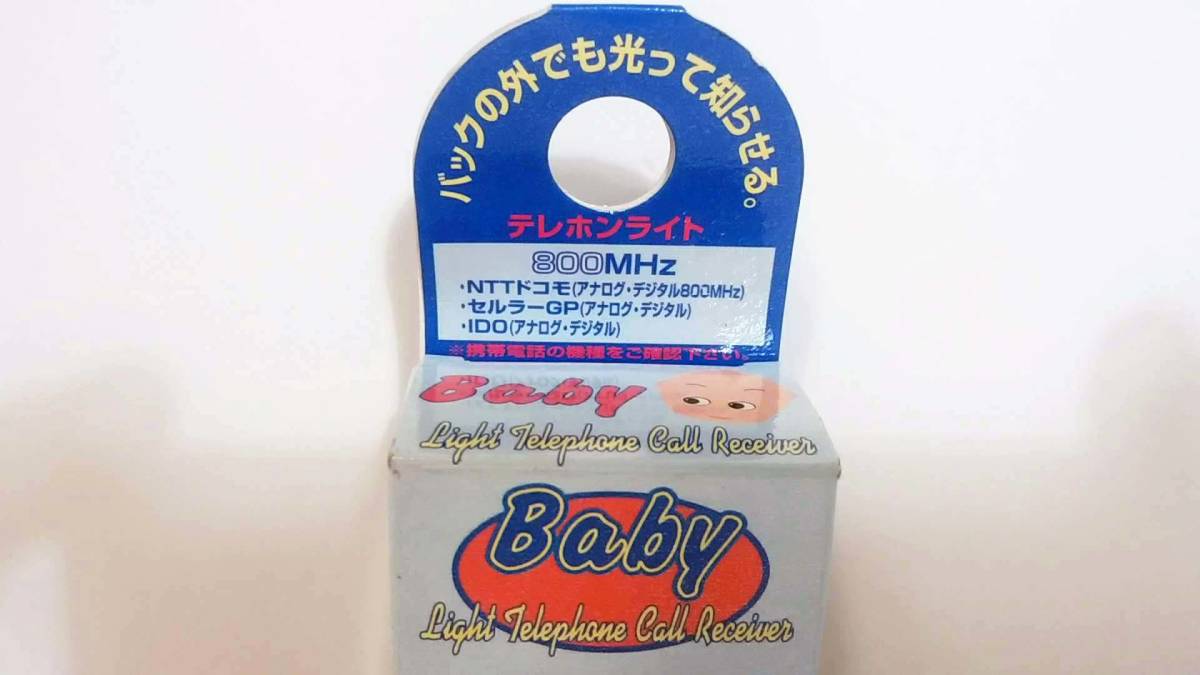 バックの外でも光って知らせる。
テレホンライト
800MHz
・NTTドコモ(アナログ・デジタル800MHz)
・セルラーGP(アナログ・デジタル)
・IDO(アナログ・デジタル)
※携帯電話の機種をご確認下さい。
Baby
Light Telephone Call Receiver
Baby
Light Telephone Call Receiver